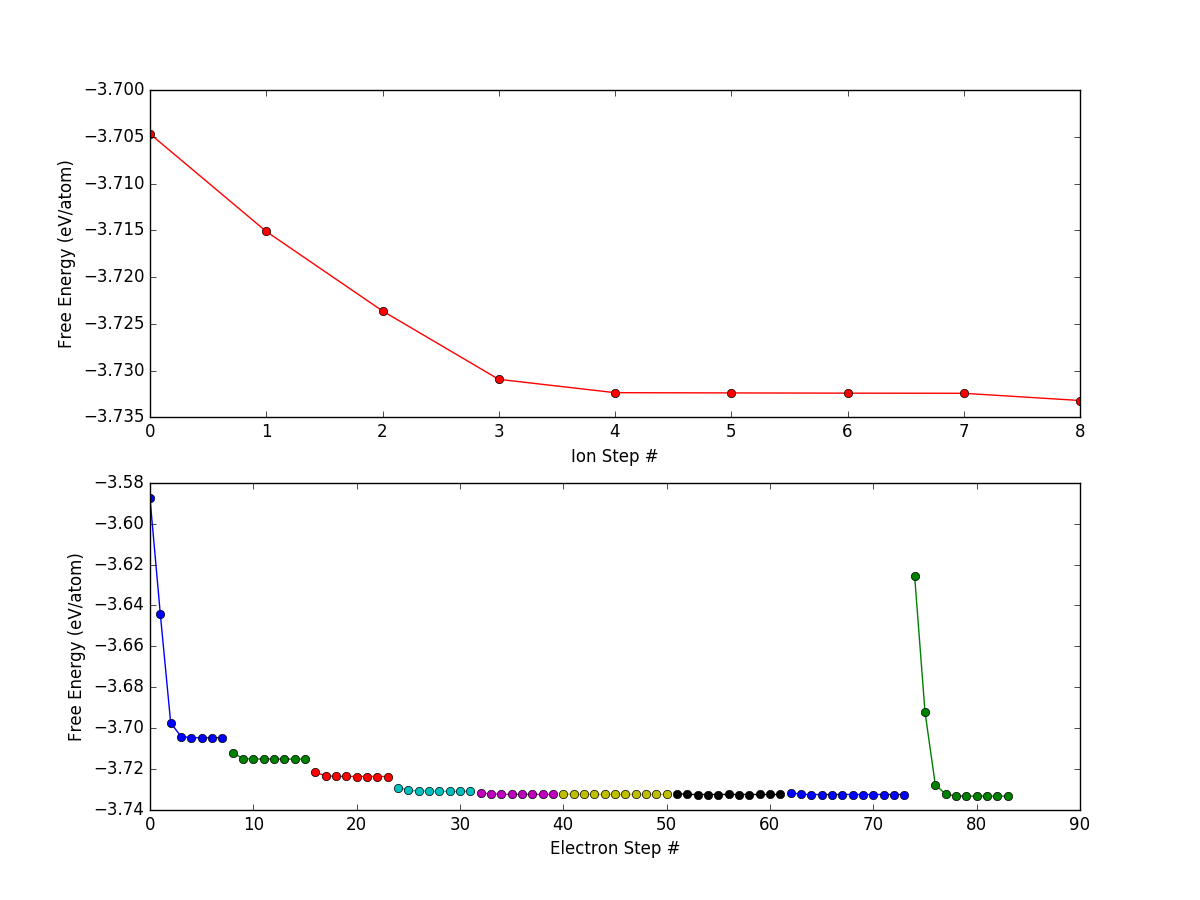 −3.700
−3.705
−3.710
−3.715
−3.720
−3.725
−3.730
−3.735
Free Energy (eV/atom)
0 1 2 3 4 5 6 7 8
Ion Step #
−3.58
−3.60
−3.62
−3.64
−3.66
−3.68
−3.70
−3.72
−3.74
Free Energy (eV/atom)
0 10 20 30 40 50 60 70 80 90
Electron Step #